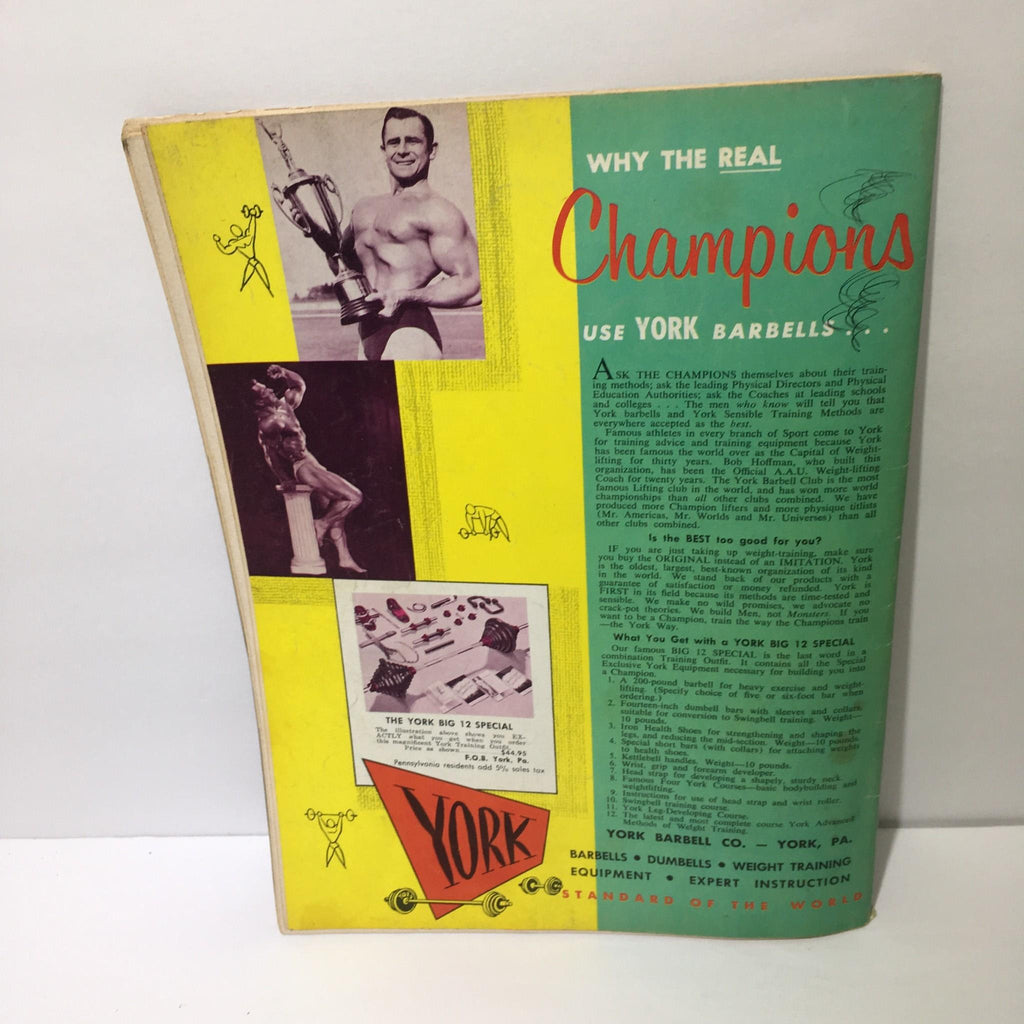 WHY THE REAL
Champions
USE YORK BARBELLS . . .
ASK THE CHAMPIONS themselves about their train-
ing methods; ask the leading Physical Directors and Physical
Education Authorities; ask the Coaches at leading schools
and colleges . . . The men who know will tell you that
York barbells and York Sensible Training Methods are
everywhere accepted as the best.
Famous athletes in every branch of Sport come to York
for training advice and training equipment because York
has been famous the world over as the Capital of Weight-
lifting for thirty years. Bob Hoffman, who built this
organization, has been the Official A.A.U. Weight-lifting
Coach for twenty years. The York Barbell Club is the most
famous Lifting club in the world, and has won more world
championships than all other clubs combined. We have
produced more Champion lifters and more physique titlists
(Mr. Americas, Mr. Worlds and Mr. Universes) than all
other clubs combined.
Is the BEST too good for you?
IF you are just taking up weight-training, make sure
you buy the ORIGINAL instead of an IMITATION. York
is the oldest, largest, best-known organization of its kind
in the world. We stand back of our products with a
guarantee of satisfaction or money refunded. York is
FIRST in its field because its methods are time-tested and
sensible. We make no wild promises, we advocate no
crack-pot theories. We build Men, not Monsters. If you
want to be a Champion, train the way the Champions train
—the York Way.
What You Get with a YORK BIG 12 SPECIAL
Our famous BIG 12 SPECIAL is the last word in a
combination Training Outfit. It contains all the Special
Exclusive York Equipment necessary for building you into
a Champion.
1. A 200-pound barbell for heavy exercise and weight-
lifting. (Specify choice of five or six-foot bar when
ordering.)
2. Fourteen-inch dumbell bars with sleeves and collars,
suitable for conversion to Swingbell training. Weight—
10 pounds.
3. Iron Health Shoes for strengthening and shaping the
legs, and reducing the mid-section. Weight—10 pounds.
4. Special short bars (with collars) for attaching weights
to health shoes.
5. Kettlebell handles. Weight—10 pounds.
6. Wrist, grip and forearm developer.
7. Head strap for developing a shapely, sturdy neck.
8. Famous Four York Courses—basic bodybuilding and
weightlifting.
9. Instructions for use of head strap and wrist roller.
10. Swingbell training course.
11. York Leg-Developing Course.
12. The latest and most complete course York Advanced
Methods of Weight Training.
YORK BARBELL CO. — YORK, PA.
BARBELLS • DUMBELLS • WEIGHT TRAINING
EQUIPMENT • EXPERT INSTRUCTION
STANDARD OF THE WORLD
THE YORK BIG 12 SPECIAL
The illustration above shows you EX-
ACTLY what you get when you order
this magnificent York Training Outfit.
Price as shown $44.95
F.O.B. York, Pa.
Pennsylvania residents add 5% sales tax
YORK